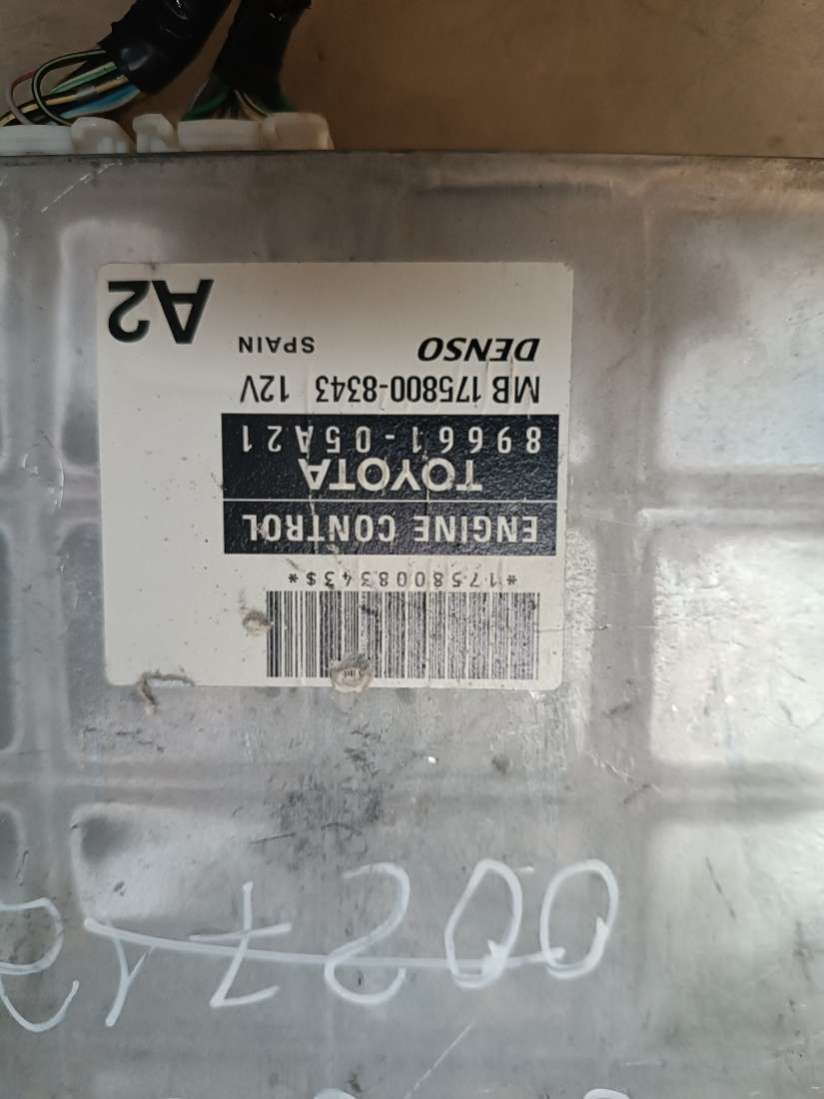 *1758008343$*
ENGINE CONTROL
TOYOTA
89661-05A21
MB 175800-8343 12V
DENSO SPAIN
A2